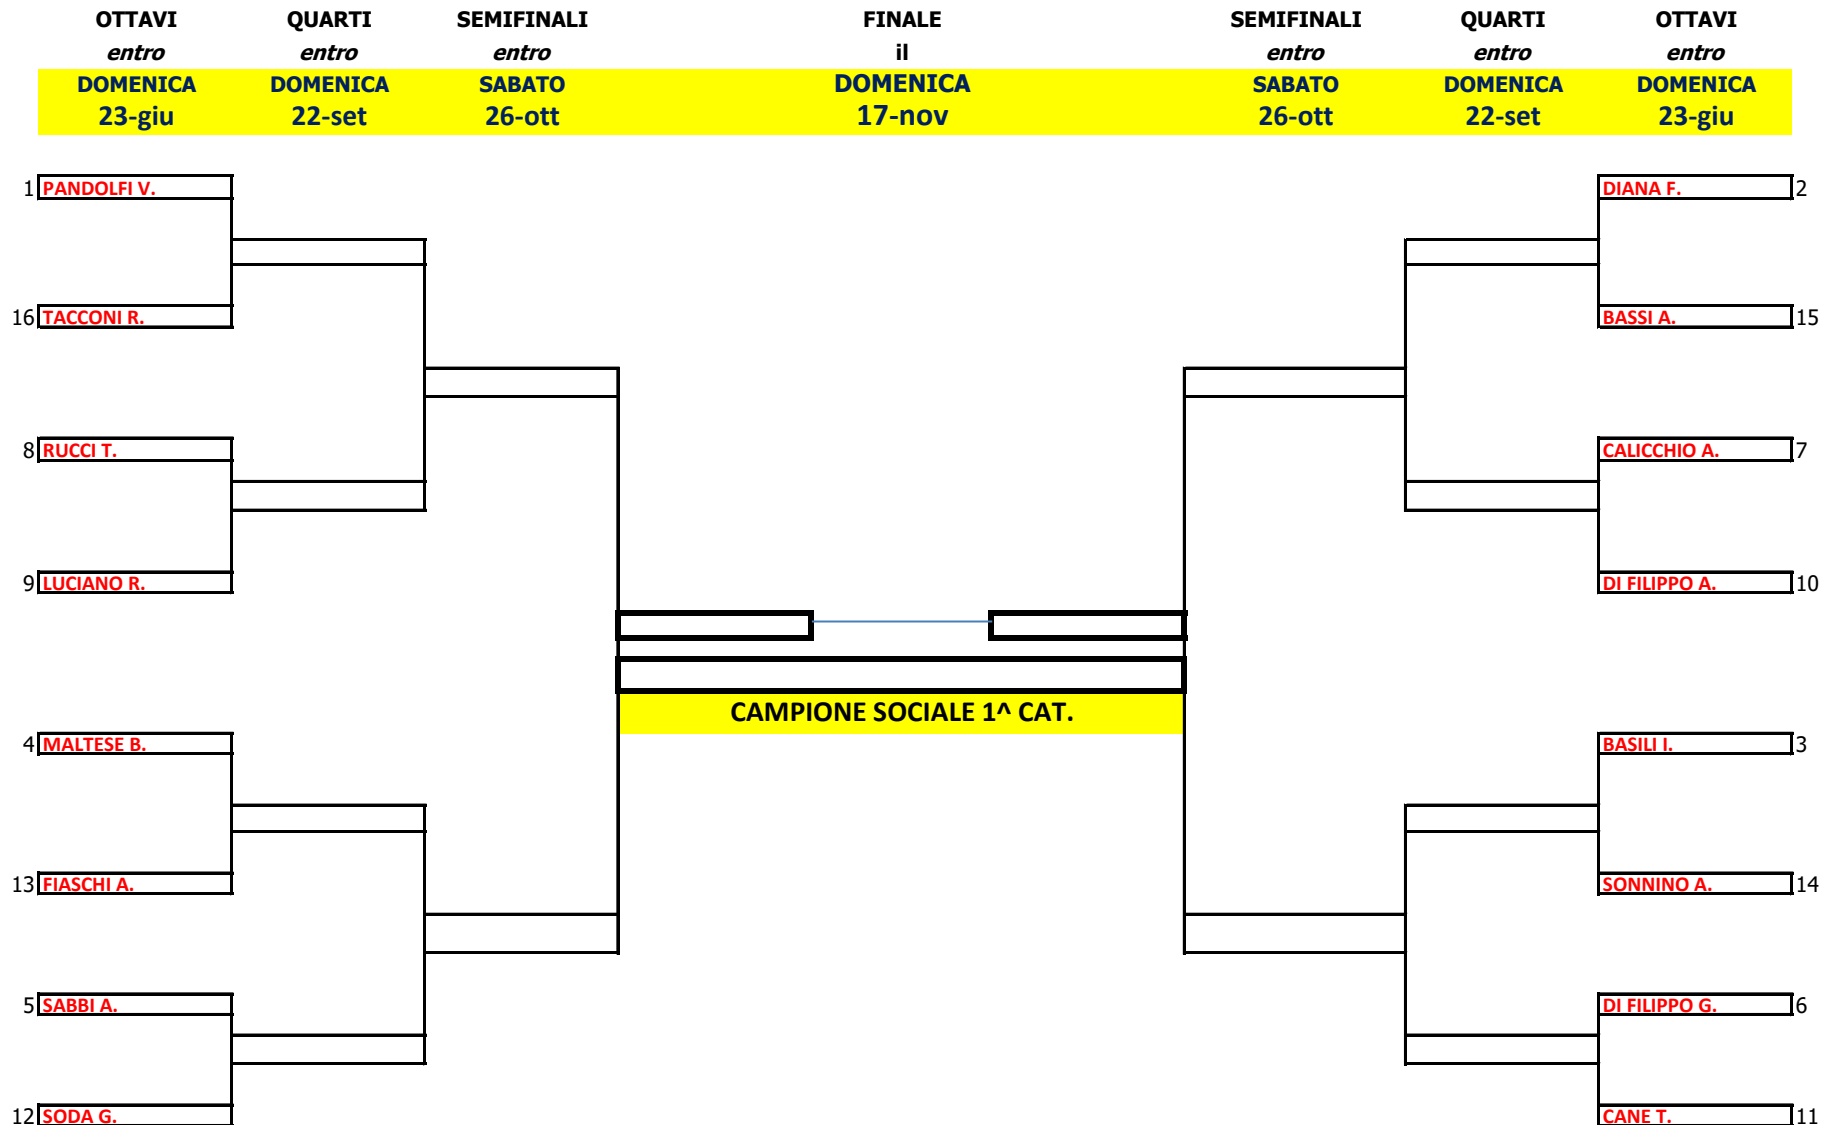 OTTAVI QUARTI SEMIFINALI FINALE SEMIFINALI QUARTI OTTAVI
entro entro entro il entro entro entro
DOMENICA DOMENICA SABATO DOMENICA SABATO DOMENICA DOMENICA
23-giu 22-set 26-ott 17-nov 26-ott 22-set 23-giu
1 PANDOLFI V. DIANA F. 2
16 TACCONI R. BASSI A. 15
8 RUCCI T. CALICCHIO A. 7
9 LUCIANO R. DI FILIPPO A. 10
CAMPIONE SOCIALE 1^ CAT.
4 MALTESE B. BASILI I. 3
13 FIASCHI A. SONNINO A. 14
5 SABBI A. DI FILIPPO G. 6
12 SODA G. CANE T. 11